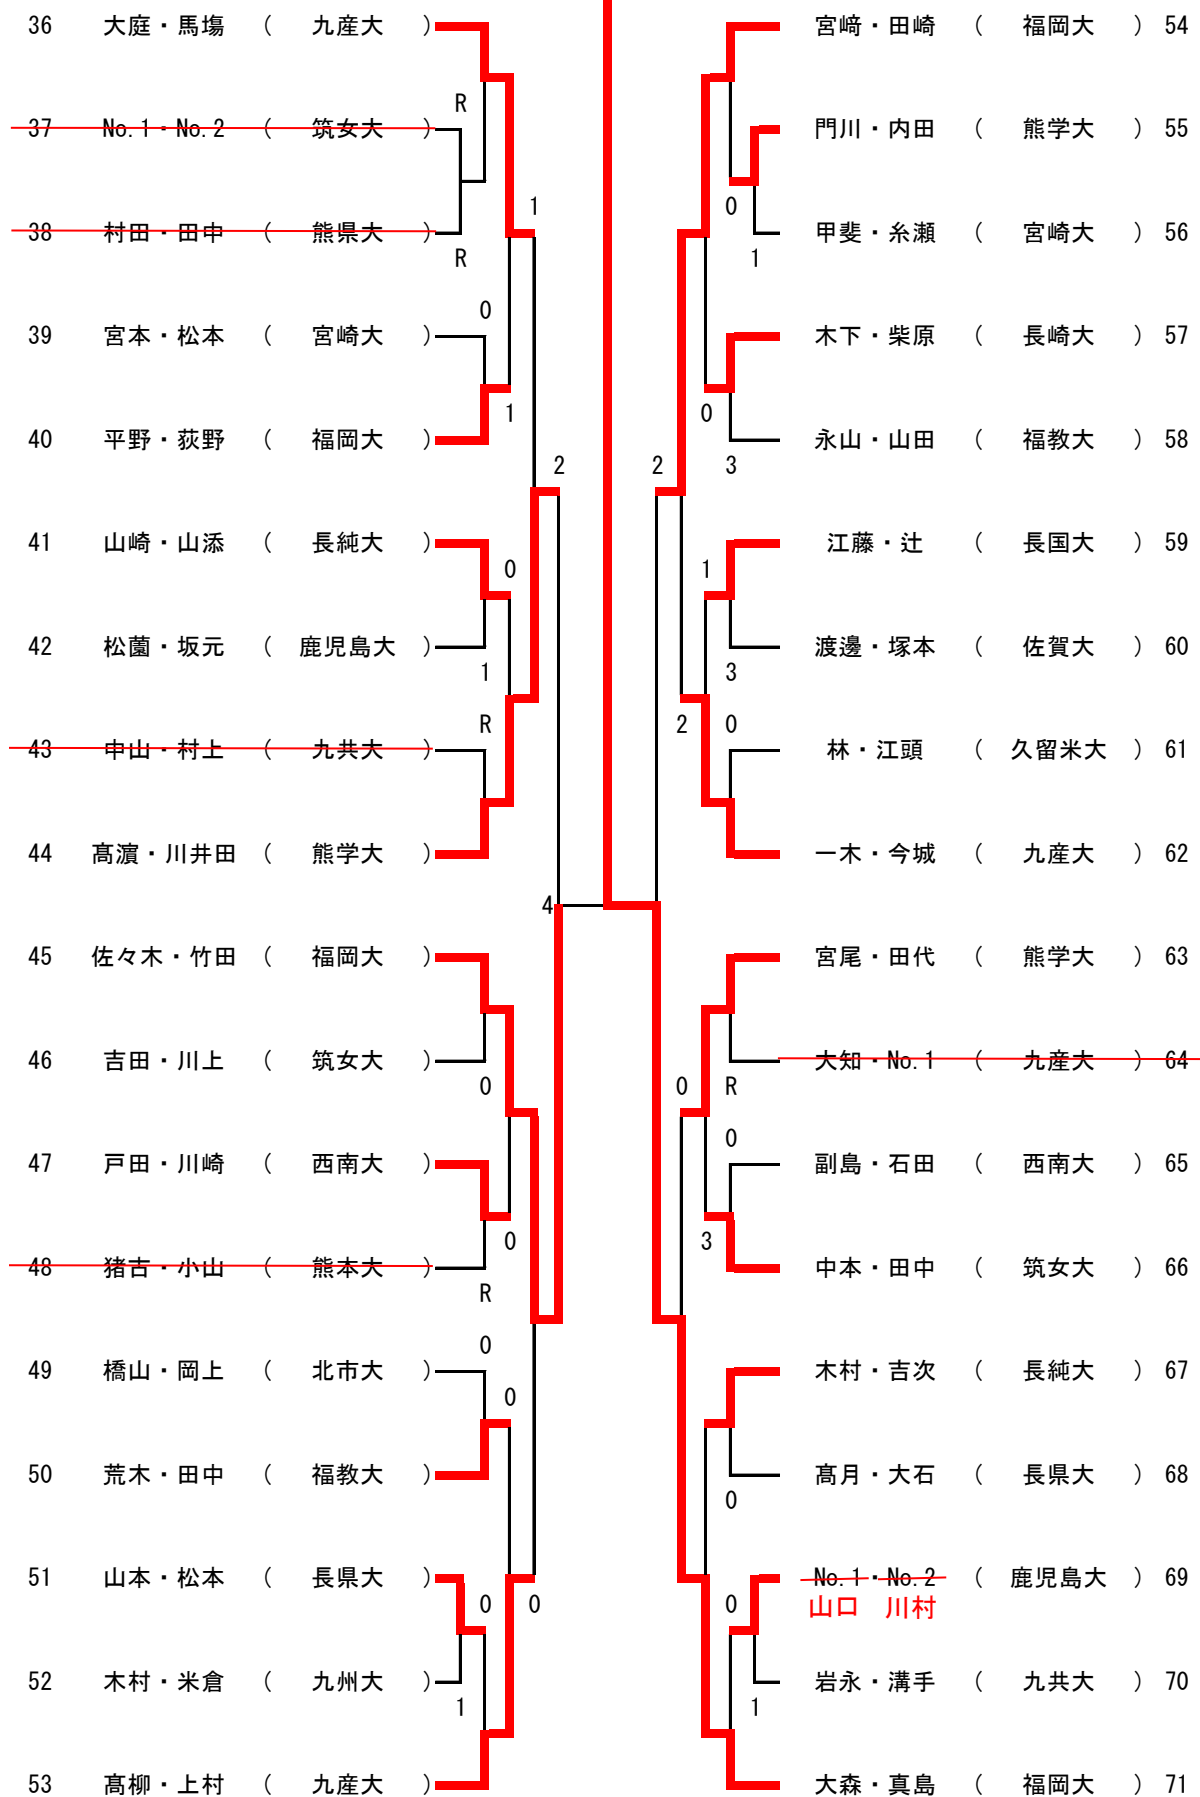 36 大庭・馬塲 ( 九産大 )
R
37 No.1・No.2 ( 筑女大 )
1
38 村田・田中 ( 熊県大 )
R
0
39 宮本・松本 ( 宮崎大 )
1
40 平野・荻野 ( 福岡大 )
2
41 山崎・山添 ( 長純大 )
0
42 松薗・坂元 ( 鹿児島大 )
1
R
43 中山・村上 ( 九共大 )
44 髙濵・川井田 ( 熊学大 )
4
45 佐々木・竹田 ( 福岡大 )
46 吉田・川上 ( 筑女大 )
0
47 戸田・川崎 ( 西南大 )
0
48 猪古・小山 ( 熊本大 )
R
0
49 橋山・岡上 ( 北市大 )
0
50 荒木・田中 ( 福教大 )
51 山本・松本 ( 長県大 )
0 0
52 木村・米倉 ( 九州大 )
1
53 髙柳・上村 ( 九産大 )
宮﨑・田崎 ( 福岡大 ) 54
門川・内田 ( 熊学大 ) 55
0
甲斐・糸瀬 ( 宮崎大 ) 56
1
木下・柴原 ( 長崎大 ) 57
0
永山・山田 ( 福教大 ) 58
2 3
江藤・辻 ( 長国大 ) 59
1
渡邊・塚本 ( 佐賀大 ) 60
3
2 0
林・江頭 ( 久留米大 ) 61
一木・今城 ( 九産大 ) 62
宮尾・田代 ( 熊学大 ) 63
大知・No.1 ( 九産大 ) 64
0 R
0
副島・石田 ( 西南大 ) 65
3
中本・田中 ( 筑女大 ) 66
木村・吉次 ( 長純大 ) 67
髙月・大石 ( 長県大 ) 68
0
No.1・No.2 ( 鹿児島大 ) 69
0 山口 川村
岩永・溝手 ( 九共大 ) 70
1
大森・真島 ( 福岡大 ) 71